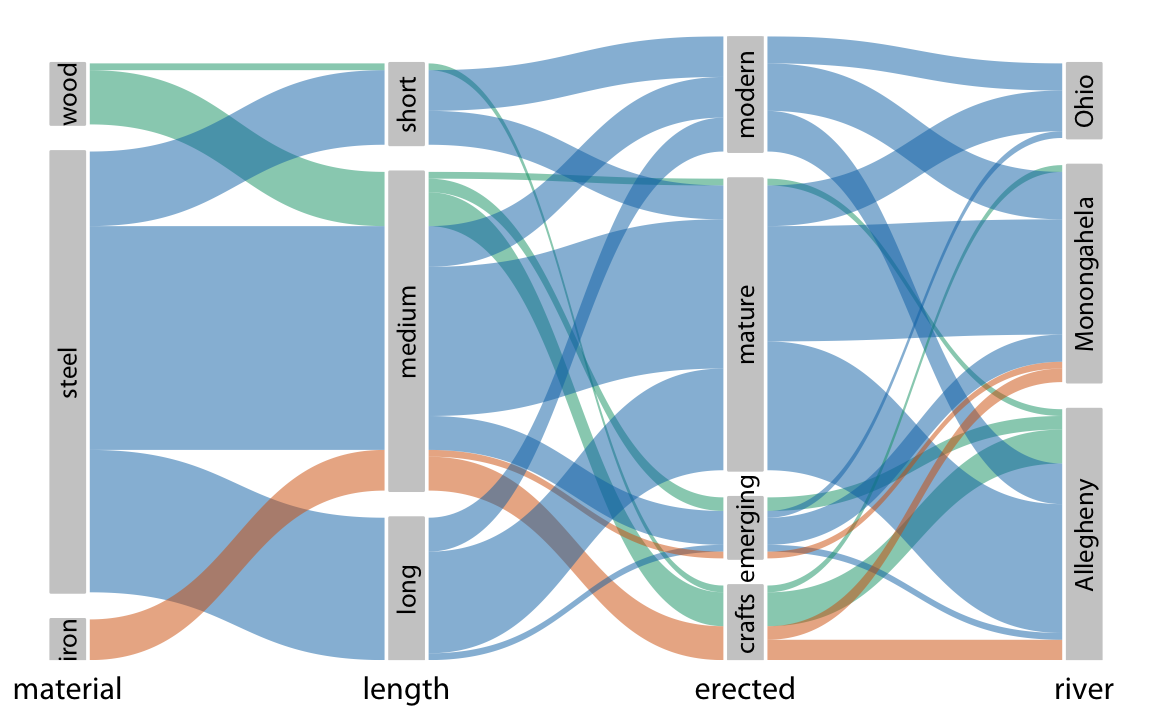 wood
steel
iron
short
medium
long
modern
mature
emerging
crafts
Ohio
Monongahela
Allegheny
material
length
erected
river